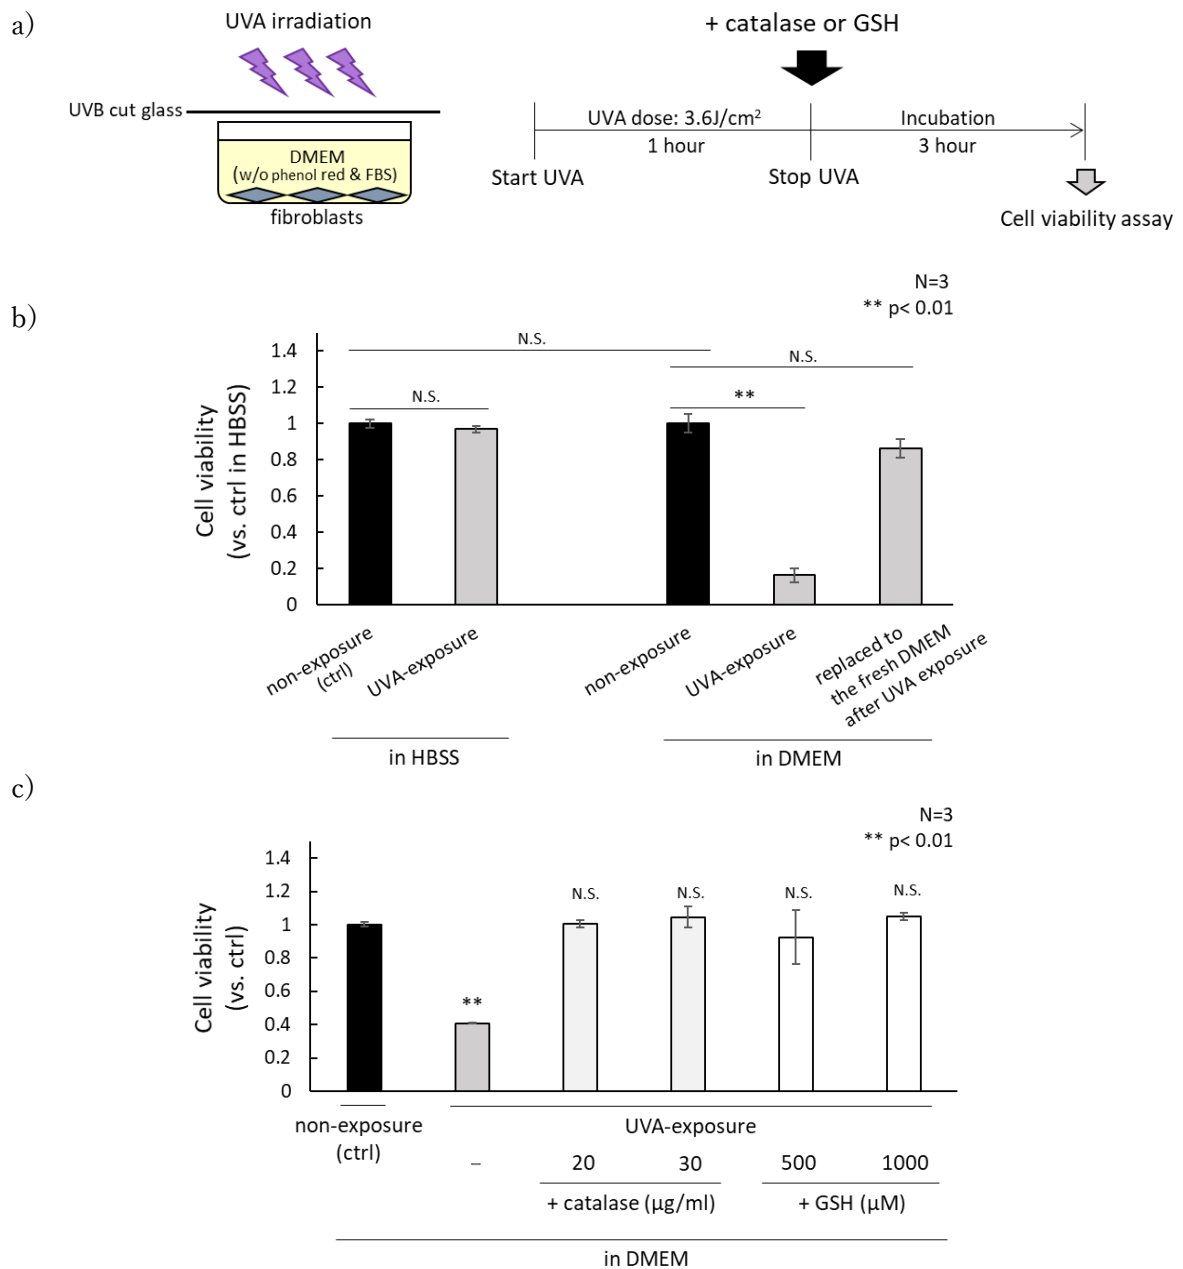 a)
UVA irradiation
UVB cut glass
DMEM
(w/o phenol red & FBS)
fibroblasts
+ catalase or GSH
UVA dose: 3.6J/cm²
1 hour
Incubation
3 hour
Start UVA
Stop UVA
Cell viability assay
b)
N=3
** p< 0.01
Cell viability
(vs. ctrl in HBSS)
1.4
1.2
1
0.8
0.6
0.4
0.2
0
N.S.
N.S.
N.S.
**
non-exposure
(ctrl)
UVA-exposure
non-exposure
UVA-exposure
replaced to
the fresh DMEM
after UVA exposure
in HBSS
in DMEM
c)
N=3
** p< 0.01
Cell viability
(vs. ctrl)
1.4
1.2
1
0.8
0.6
0.4
0.2
0
**
N.S.
N.S.
N.S.
N.S.
non-exposure
(ctrl)
UVA-exposure
– 20 30 500 1000
+ catalase (μg/ml)
+ GSH (μM)
in DMEM